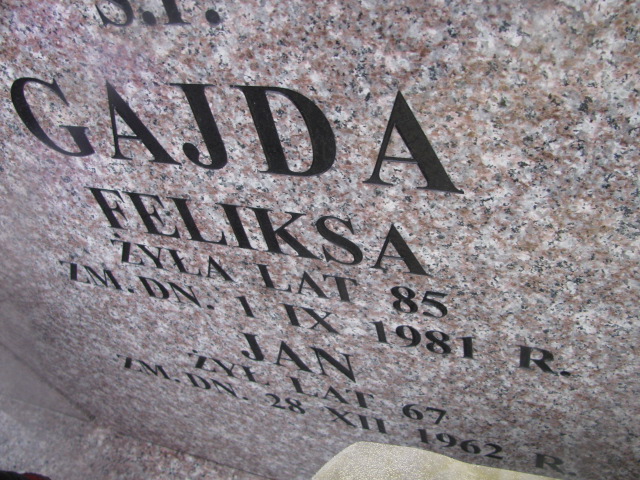 Ś.P.
GAJDA
FELIKSA
ŻYŁA LAT 85
ZM. DN. 1 IX 1981 R.
JAN
ŻYŁ LAT 67
ZM. DN. 28 XII 1962 R.